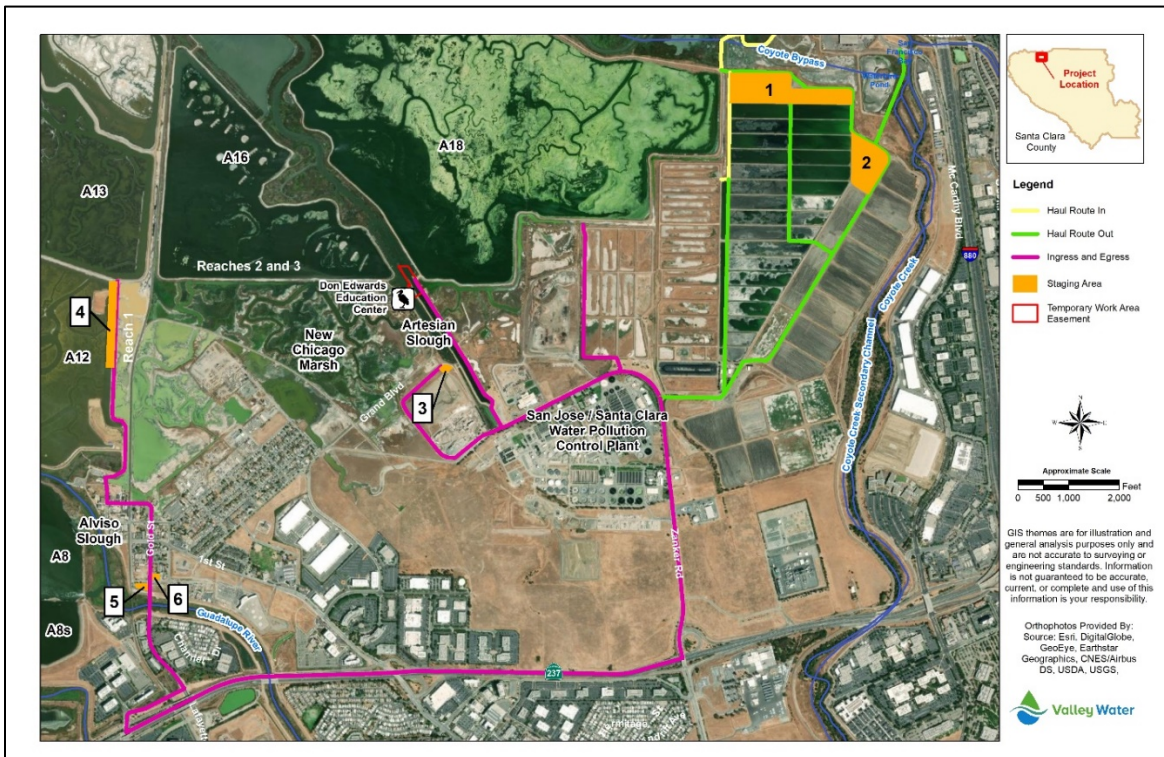 Coyote Bypass
San
Francisco
Bay
Pond
1
2
A18
A16
A13
McCarthy Blvd
880
Coyote Creek
Coyote Creek Secondary Channel
Reaches 2 and 3
Don Edwards
Education
Center
Artesian
Slough
New
Chicago
Marsh
4
A12
Reach 1
Grand Blvd
3
San Jose / Santa Clara
Water Pollution
Control Plant
Zanker Rd
Alviso
Slough
A8
A8s
Gold St
1st St
5
6
Guadalupe River
Channel Dr
237
Lafayette
Project
Location
Santa Clara
County
Legend
Haul Route In
Haul Route Out
Ingress and Egress
Staging Area
Temporary Work Area
Easement
N
W
E
S
Approximate Scale
Feet
0 500 1,000 2,000
GIS themes are for illustration and
general analysis purposes only and
are not accurate to surveying or
engineering standards. Information
is not guaranteed to be accurate,
current, or complete and use of this
information is your responsibility.
Orthophotos Provided By:
Source: Esri, DigitalGlobe,
GeoEye, Earthstar
Geographics, CNES/Airbus
DS, USDA, USGS,
Valley Water